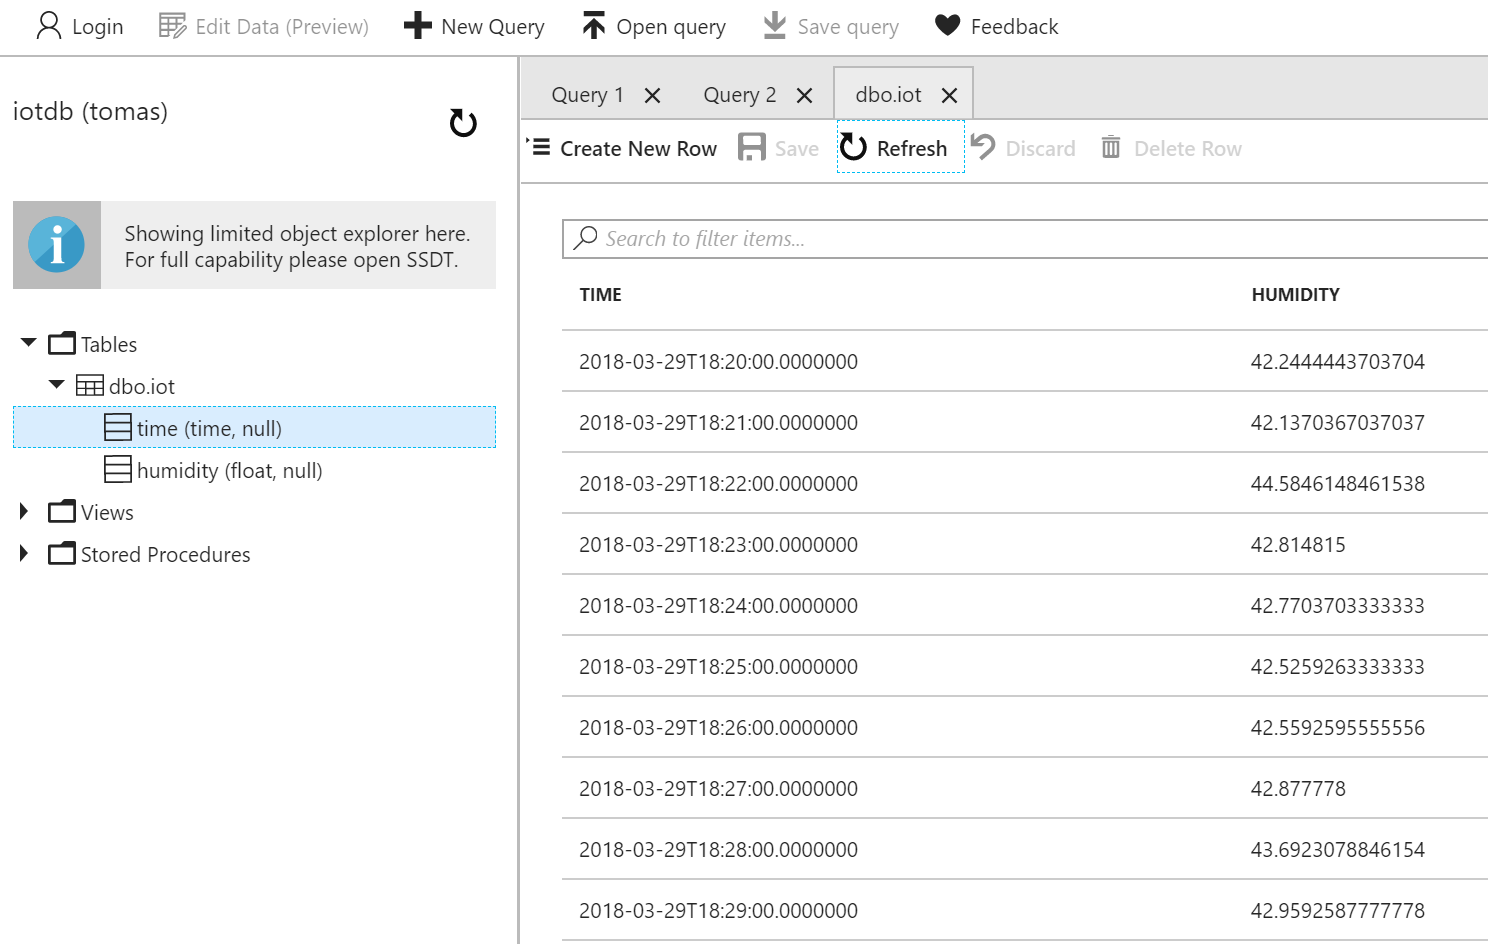 Login Edit Data (Preview) New Query Open query Save query Feedback
iotdb (tomas)
Showing limited object explorer here.
For full capability please open SSDT.
Tables
dbo.iot
time (time, null)
humidity (float, null)
Views
Stored Procedures
Query 1 Query 2 dbo.iot
Create New Row Save Refresh Discard Delete Row
Search to filter items...
TIME HUMIDITY
2018-03-29T18:20:00.0000000 42.2444443703704
2018-03-29T18:21:00.0000000 42.1370367037037
2018-03-29T18:22:00.0000000 44.5846148461538
2018-03-29T18:23:00.0000000 42.814815
2018-03-29T18:24:00.0000000 42.7703703333333
2018-03-29T18:25:00.0000000 42.5259263333333
2018-03-29T18:26:00.0000000 42.5592595555556
2018-03-29T18:27:00.0000000 42.877778
2018-03-29T18:28:00.0000000 43.6923078846154
2018-03-29T18:29:00.0000000 42.9592587777778